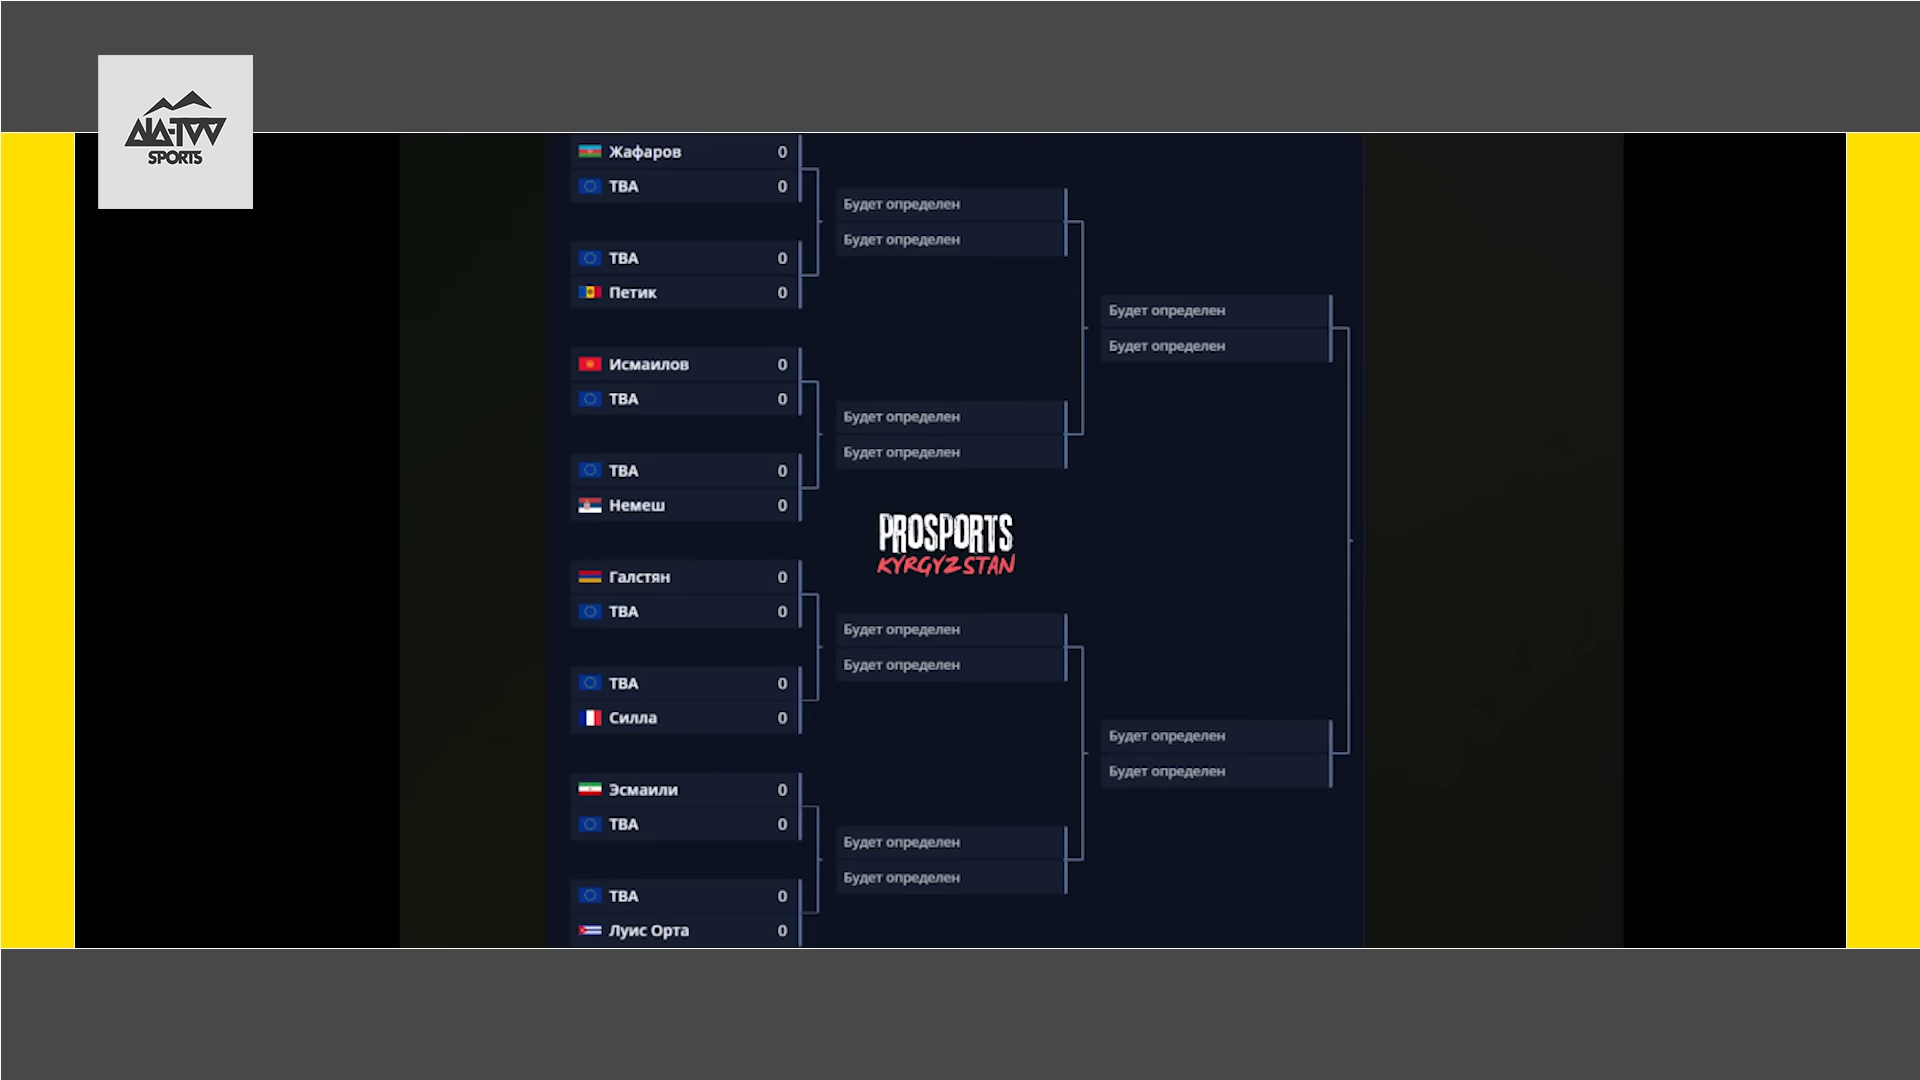 ALA-TOO
SPORTS
Жафаров 0
TBA 0
TBA 0
Петик 0
Исмаилов 0
TBA 0
TBA 0
Немеш 0
Галстян 0
TBA 0
TBA 0
Силла 0
Эсмаили 0
TBA 0
TBA 0
Луис Орта 0
Будет определен
Будет определен
Будет определен
Будет определен
PROSPORTS
KYRGYZSTAN
Будет определен
Будет определен
Будет определен
Будет определен
Будет определен
Будет определен
Будет определен
Будет определен